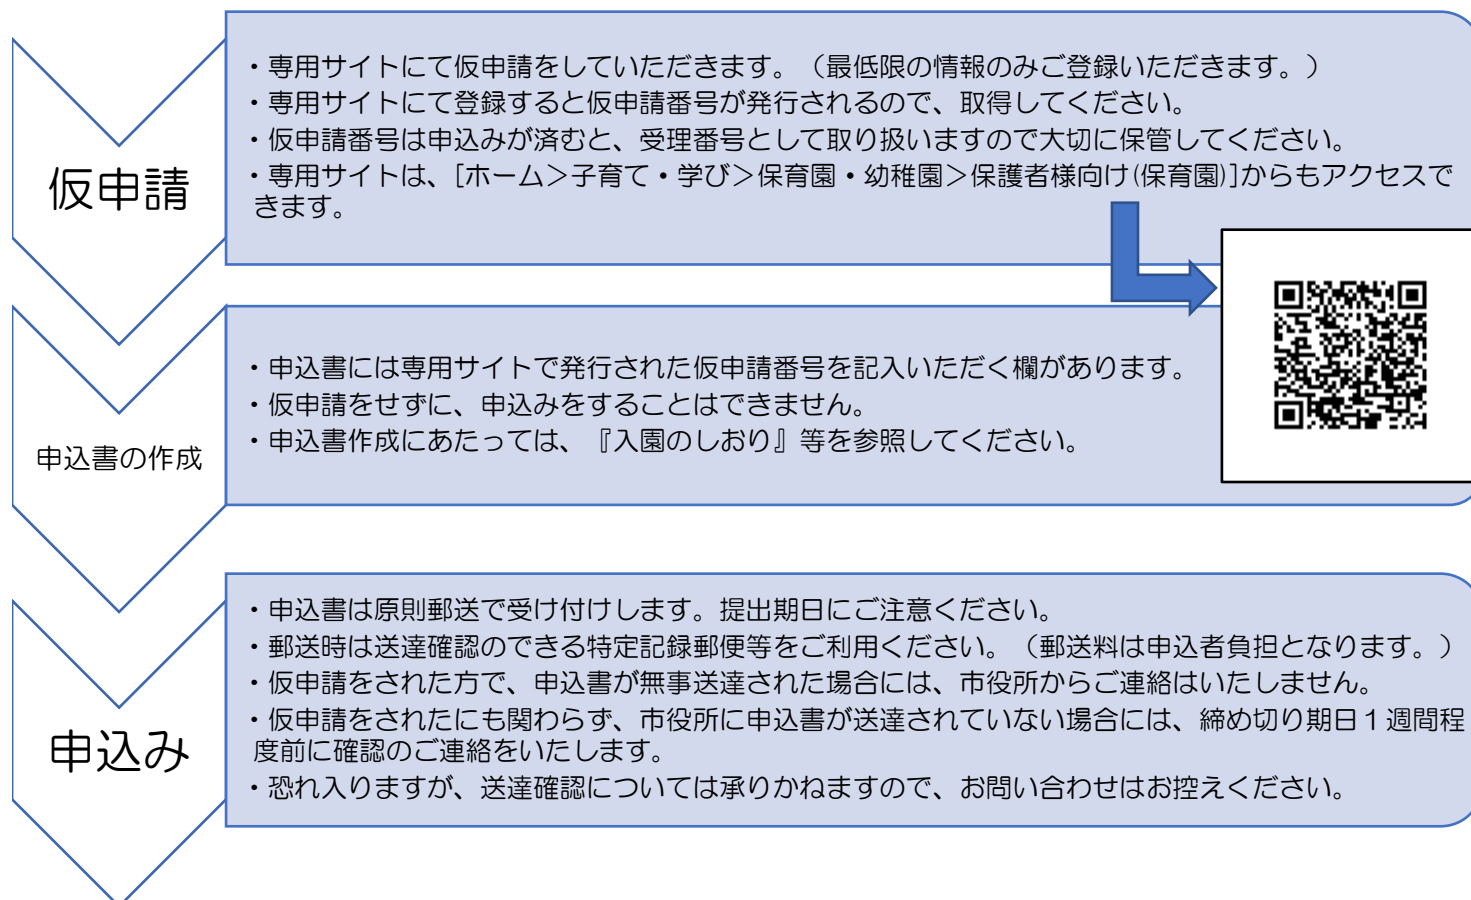 仮申請
・専用サイトにて仮申請をしていただきます。（最低限の情報のみご登録いただきます。）
・専用サイトにて登録すると仮申請番号が発行されるので、取得してください。
・仮申請番号は申込みが済むと、受理番号として取り扱いますので大切に保管してください。
・専用サイトは、[ホーム＞子育て・学び＞保育園・幼稚園＞保護者様向け(保育園)]からもアクセスで
きます。
申込書の作成
・申込書には専用サイトで発行された仮申請番号を記入いただく欄があります。
・仮申請をせずに、申込みをすることはできません。
・申込書作成にあたっては、『入園のしおり』等を参照してください。
申込み
・申込書は原則郵送で受け付けします。提出期日にご注意ください。
・郵送時は送達確認のできる特定記録郵便等をご利用ください。（郵送料は申込者負担となります。）
・仮申請をされた方で、申込書が無事送達された場合には、市役所からご連絡はいたしません。
・仮申請をされたにも関わらず、市役所に申込書が送達されていない場合には、締め切り期日１週間程
度前に確認のご連絡をいたします。
・恐れ入りますが、送達確認については承りかねますので、お問い合わせはお控えください。